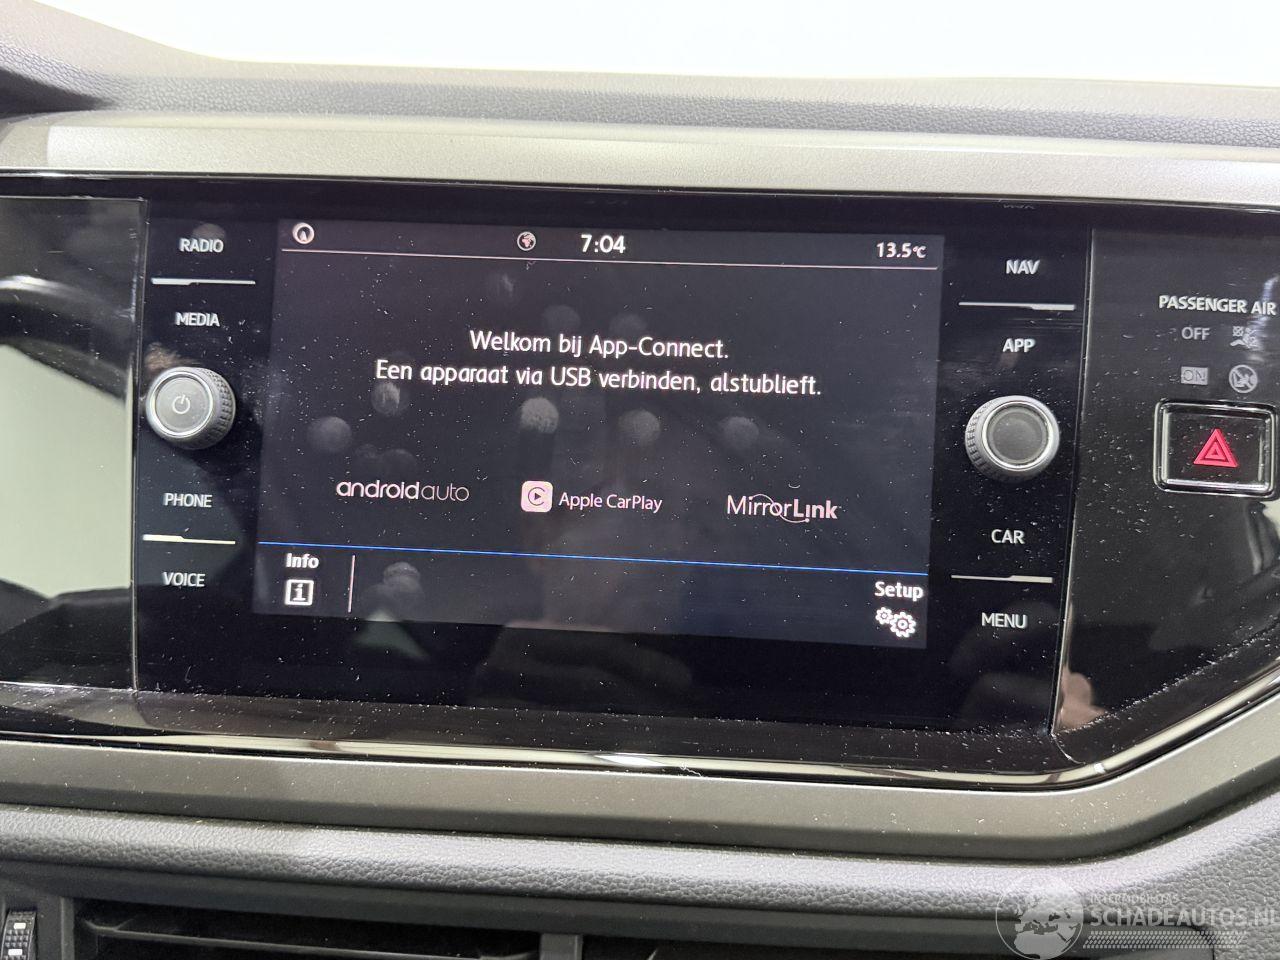 RADIO
MEDIA
PHONE
VOICE
7:04
13.5°C
Welkom bij App-Connect.
Een apparaat via USB verbinden, alstublieft.
androidauto
Apple CarPlay
MirrorLink
Info
Setup
NAV
APP
CAR
MENU
PASSENGER AIR
OFF
ON
INTERMOBILITAS
SCHADEAUTOS.NL